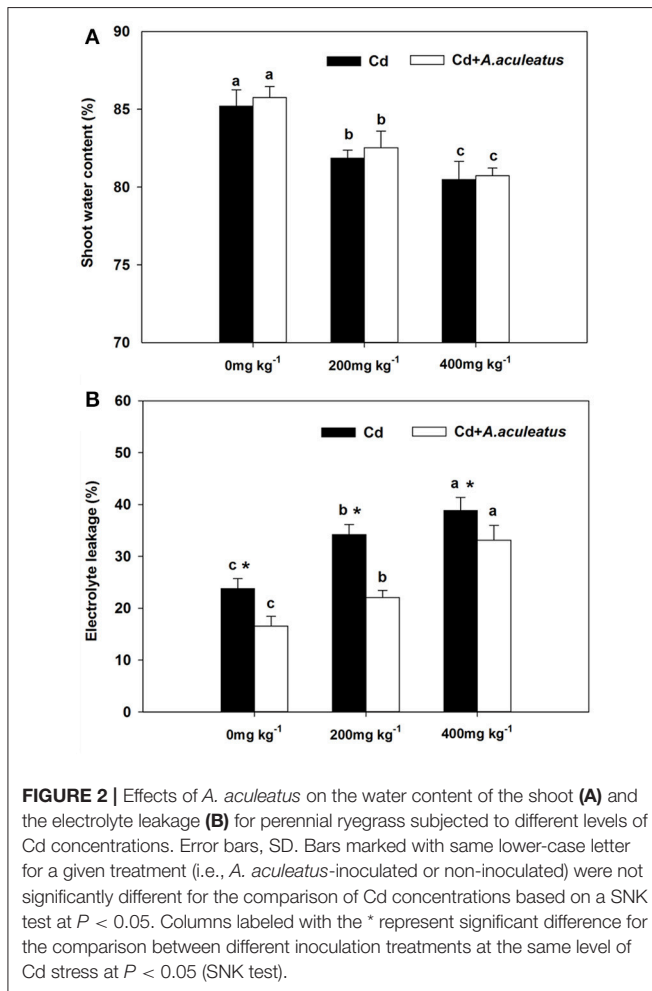 A
90
85
80
75
70
Shoot water content (%)
Cd Cd+A.aculeatus
a a
b b
c c
0mg kg-1 200mg kg-1 400mg kg-1
B
60
50
40
30
20
10
0
Electrolyte leakage (%)
Cd Cd+A.aculeatus
c * c
b * b
a * a
0mg kg-1 200mg kg-1 400mg kg-1
FIGURE 2 | Effects of A. aculeatus on the water content of the shoot (A) and
the electrolyte leakage (B) for perennial ryegrass subjected to different levels of
Cd concentrations. Error bars, SD. Bars marked with same lower-case letter
for a given treatment (i.e., A. aculeatus-inoculated or non-inoculated) were not
significantly different for the comparison of Cd concentrations based on a SNK
test at P < 0.05. Columns labeled with the * represent significant difference for
the comparison between different inoculation treatments at the same level of
Cd stress at P < 0.05 (SNK test).